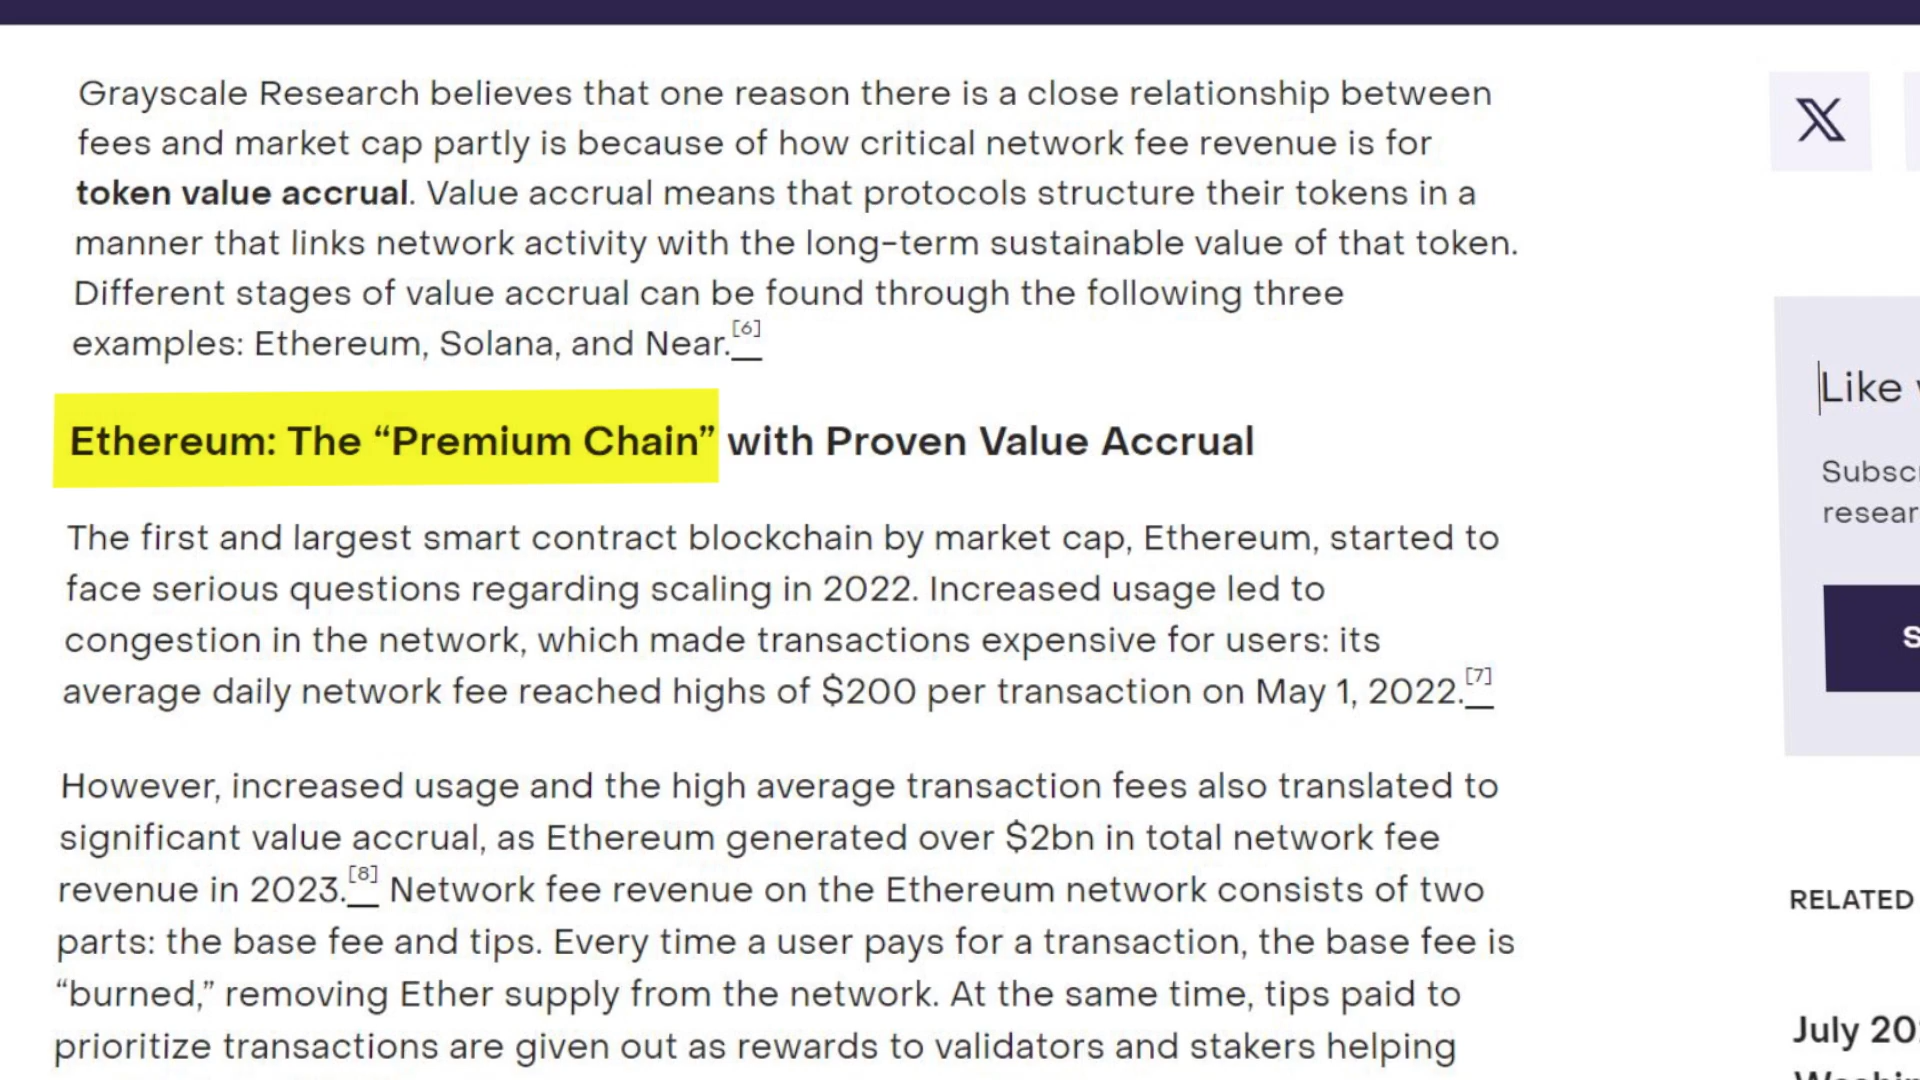 Grayscale Research believes that one reason there is a close relationship between
fees and market cap partly is because of how critical network fee revenue is for
token value accrual. Value accrual means that protocols structure their tokens in a
manner that links network activity with the long-term sustainable value of that token.
Different stages of value accrual can be found through the following three
examples: Ethereum, Solana, and Near.[6]
Ethereum: The “Premium Chain” with Proven Value Accrual
The first and largest smart contract blockchain by market cap, Ethereum, started to
face serious questions regarding scaling in 2022. Increased usage led to
congestion in the network, which made transactions expensive for users: its
average daily network fee reached highs of $200 per transaction on May 1, 2022.[7]
However, increased usage and the high average transaction fees also translated to
significant value accrual, as Ethereum generated over $2bn in total network fee
revenue in 2023.[8] Network fee revenue on the Ethereum network consists of two
parts: the base fee and tips. Every time a user pays for a transaction, the base fee is
“burned,” removing Ether supply from the network. At the same time, tips paid to
prioritize transactions are given out as rewards to validators and stakers helping
Like
RELATED
July